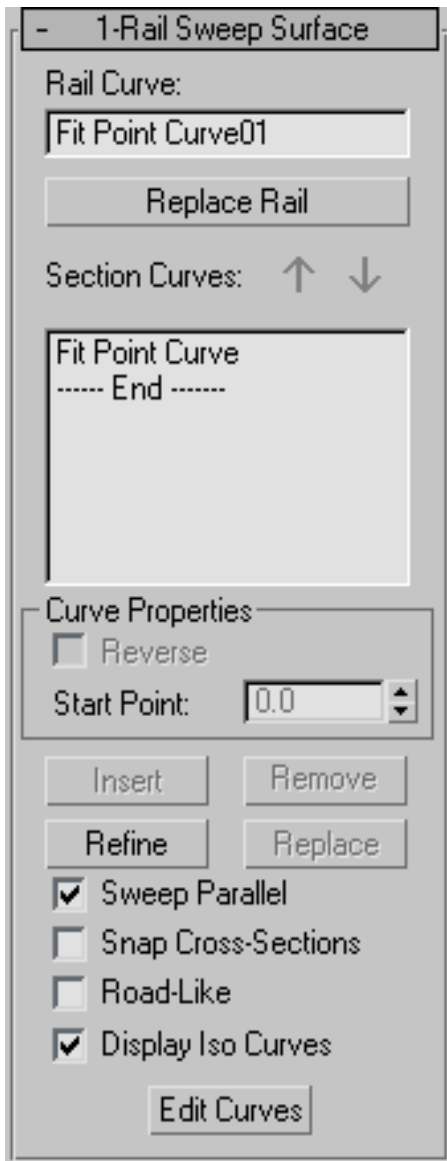 - 1-Rail Sweep Surface
Rail Curve:
Fit Point Curve01
Replace Rail
Section Curves:
Fit Point Curve
------ End -------
Curve Properties
Reverse
Start Point: 0.0
Insert Remove
Refine Replace
Sweep Parallel
Snap Cross-Sections
Road-Like
Display Iso Curves
Edit Curves